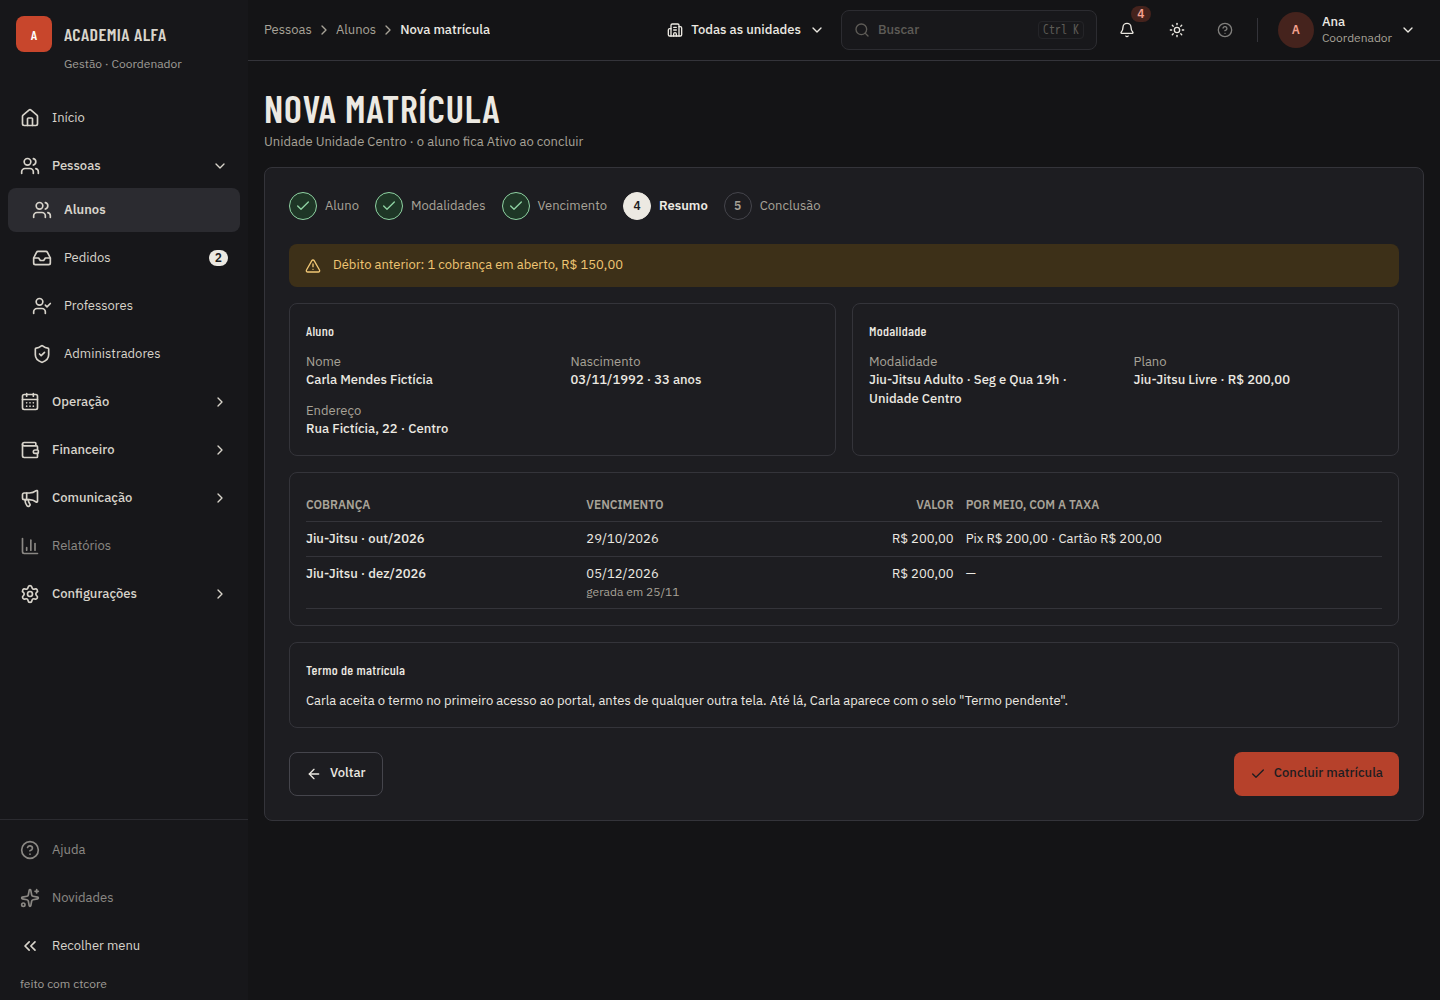 A
ACADEMIA ALFA
Gestão · Coordenador
Início
Pessoas
Alunos
Pedidos
2
Professores
Administradores
Operação
Financeiro
Comunicação
Relatórios
Configurações
Ajuda
Novidades
Recolher menu
feito com ctcore
Pessoas > Alunos > Nova matrícula
Todas as unidades
Buscar
Ctrl K
4
A
Ana
Coordenador
NOVA MATRÍCULA
Unidade Unidade Centro · o aluno fica Ativo ao concluir
Aluno
Modalidades
Vencimento
4 Resumo
5 Conclusão
Débito anterior: 1 cobrança em aberto, R$ 150,00
Aluno
Nome
Carla Mendes Fictícia
Nascimento
03/11/1992 · 33 anos
Endereço
Rua Fictícia, 22 · Centro
Modalidade
Modalidade
Jiu-Jitsu Adulto · Seg e Qua 19h ·
Unidade Centro
Plano
Jiu-Jitsu Livre · R$ 200,00
COBRANÇA VENCIMENTO VALOR POR MEIO, COM A TAXA
Jiu-Jitsu · out/2026 29/10/2026 R$ 200,00 Pix R$ 200,00 · Cartão R$ 200,00
Jiu-Jitsu · dez/2026 05/12/2026 R$ 200,00 —
gerada em 25/11
Termo de matrícula
Carla aceita o termo no primeiro acesso ao portal, antes de qualquer outra tela. Até lá, Carla aparece com o selo "Termo pendente".
Voltar
Concluir matrícula